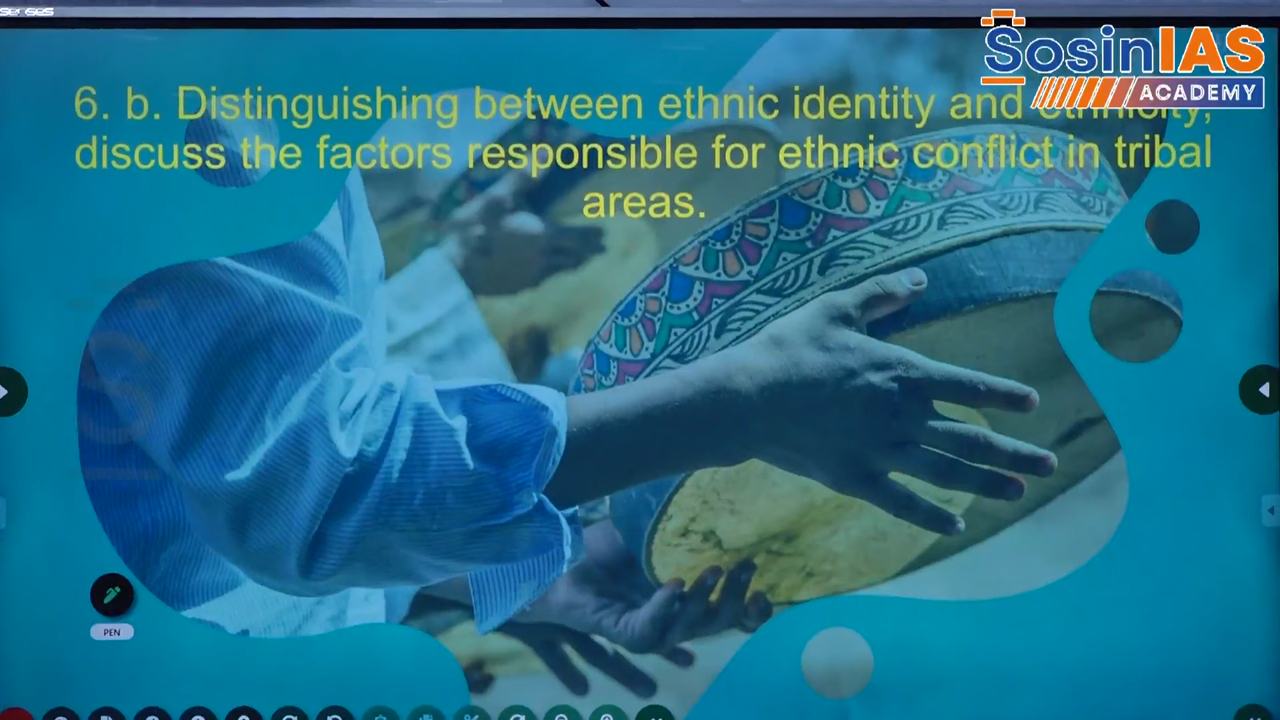 SosinIAS
ACADEMY
6. b. Distinguishing between ethnic identity and ethnicity,
discuss the factors responsible for ethnic conflict in tribal
areas.
PEN